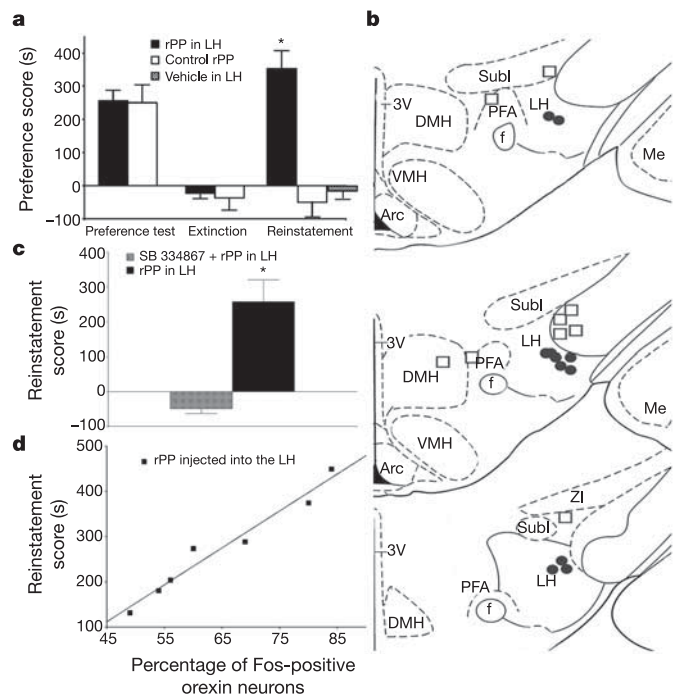 a
rPP in LH
Control rPP
Vehicle in LH
*
Preference score (s)
400
300
200
100
0
−100
Preference test
Extinction
Reinstatement
b
SubI
3V
DMH
PFA
LH
f
VMH
Arc
Me
c
SB 334867 + rPP in LH
rPP in LH
*
Reinstatement
score (s)
400
300
200
100
0
−100
SubI
3V
DMH
PFA
LH
f
VMH
Arc
Me
d
rPP injected into the LH
Reinstatement
score (s)
500
400
300
200
100
45
55
65
75
85
Percentage of Fos-positive
orexin neurons
ZI
SubI
3V
LH
PFA
f
DMH